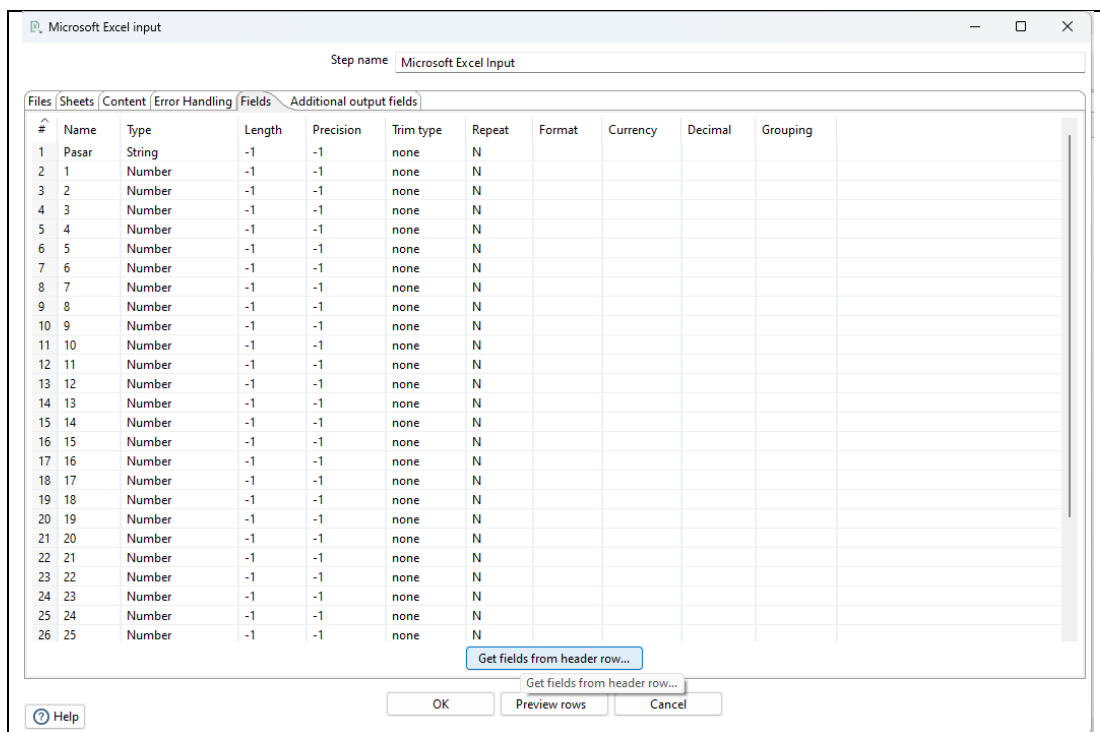 Microsoft Excel input
Step name Microsoft Excel Input
Files Sheets Content Error Handling Fields Additional output fields
# Name Type Length Precision Trim type Repeat Format Currency Decimal Grouping
1 Pasar String -1 -1 none N
2 1 Number -1 -1 none N
3 2 Number -1 -1 none N
4 3 Number -1 -1 none N
5 4 Number -1 -1 none N
6 5 Number -1 -1 none N
7 6 Number -1 -1 none N
8 7 Number -1 -1 none N
9 8 Number -1 -1 none N
10 9 Number -1 -1 none N
11 10 Number -1 -1 none N
12 11 Number -1 -1 none N
13 12 Number -1 -1 none N
14 13 Number -1 -1 none N
15 14 Number -1 -1 none N
16 15 Number -1 -1 none N
17 16 Number -1 -1 none N
18 17 Number -1 -1 none N
19 18 Number -1 -1 none N
20 19 Number -1 -1 none N
21 20 Number -1 -1 none N
22 21 Number -1 -1 none N
23 22 Number -1 -1 none N
24 23 Number -1 -1 none N
25 24 Number -1 -1 none N
26 25 Number -1 -1 none N
Get fields from header row...
Get fields from header row...
OK Preview rows Cancel
Help